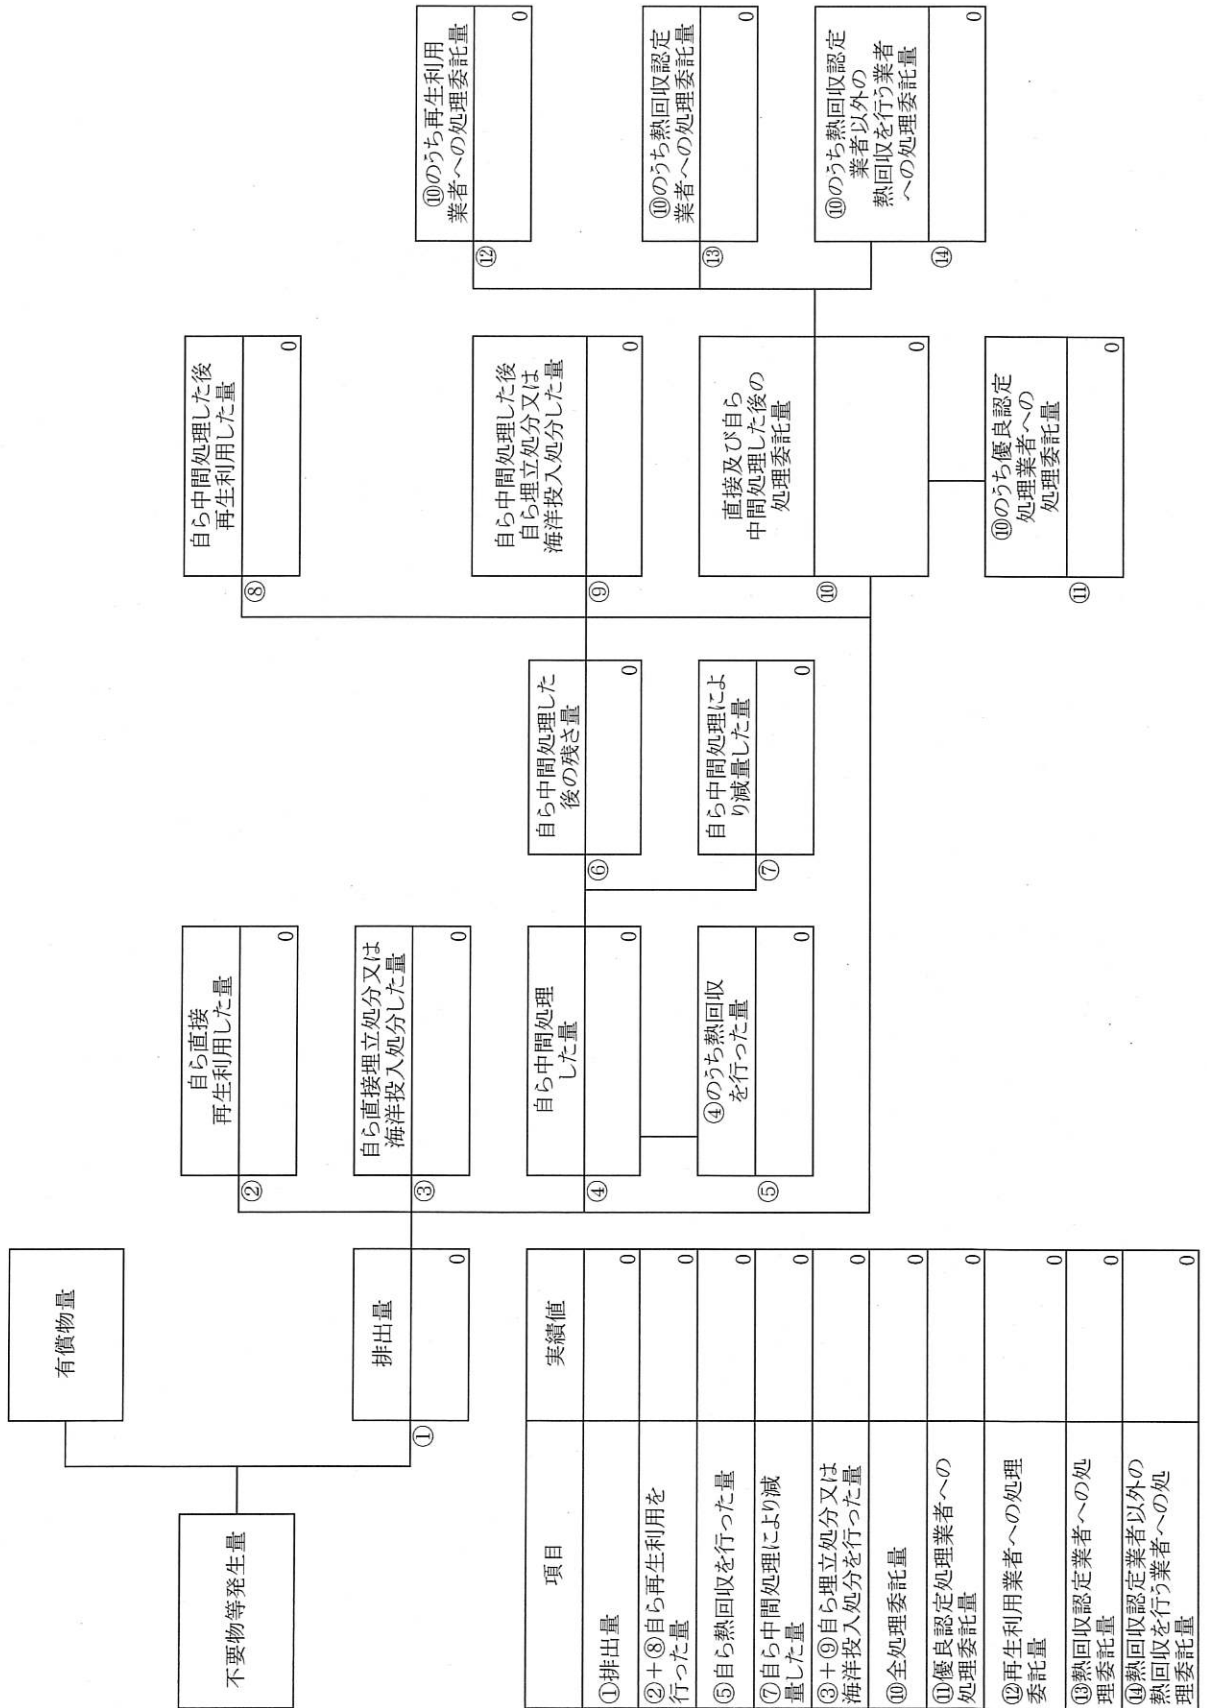 不要物等発生量
有償物量
①
排出量
0
②
自ら直接
再生利用した量
0
③
自ら直接埋立処分又は
海洋投入処分した量
0
④
自ら中間処理
した量
0
⑤
④のうち熱回収
を行った量
0
⑥
自ら中間処理した
後の残さ量
0
⑦
自ら中間処理によ
り減量した量
0
⑧
自ら中間処理した後
再生利用した量
0
⑨
自ら中間処理した後
自ら埋立処分又は
海洋投入処分した量
0
⑩
直接及び自ら
中間処理した後の
処理委託量
0
⑪
⑩のうち優良認定
処理業者への
処理委託量
0
⑫
⑩のうち再生利用
業者への処理委託量
0
⑬
⑩のうち熱回収認定
業者への処理委託量
0
⑭
⑩のうち熱回収認定
業者以外の
熱回収を行う業者
への処理委託量
0
項目 実績値
①排出量 0
②+⑧自ら再生利用を
行った量 0
⑤自ら熱回収を行った量 0
⑦自ら中間処理により減
量した量 0
③+⑨自ら埋立処分又は
海洋投入処分を行った量 0
⑩全処理委託量 0
⑪優良認定処理業者への
処理委託量 0
⑫再生利用業者への処理
委託量 0
⑬熱回収認定業者への処
理委託量 0
⑭熱回収認定業者以外の
熱回収を行う業者への処
理委託量 0